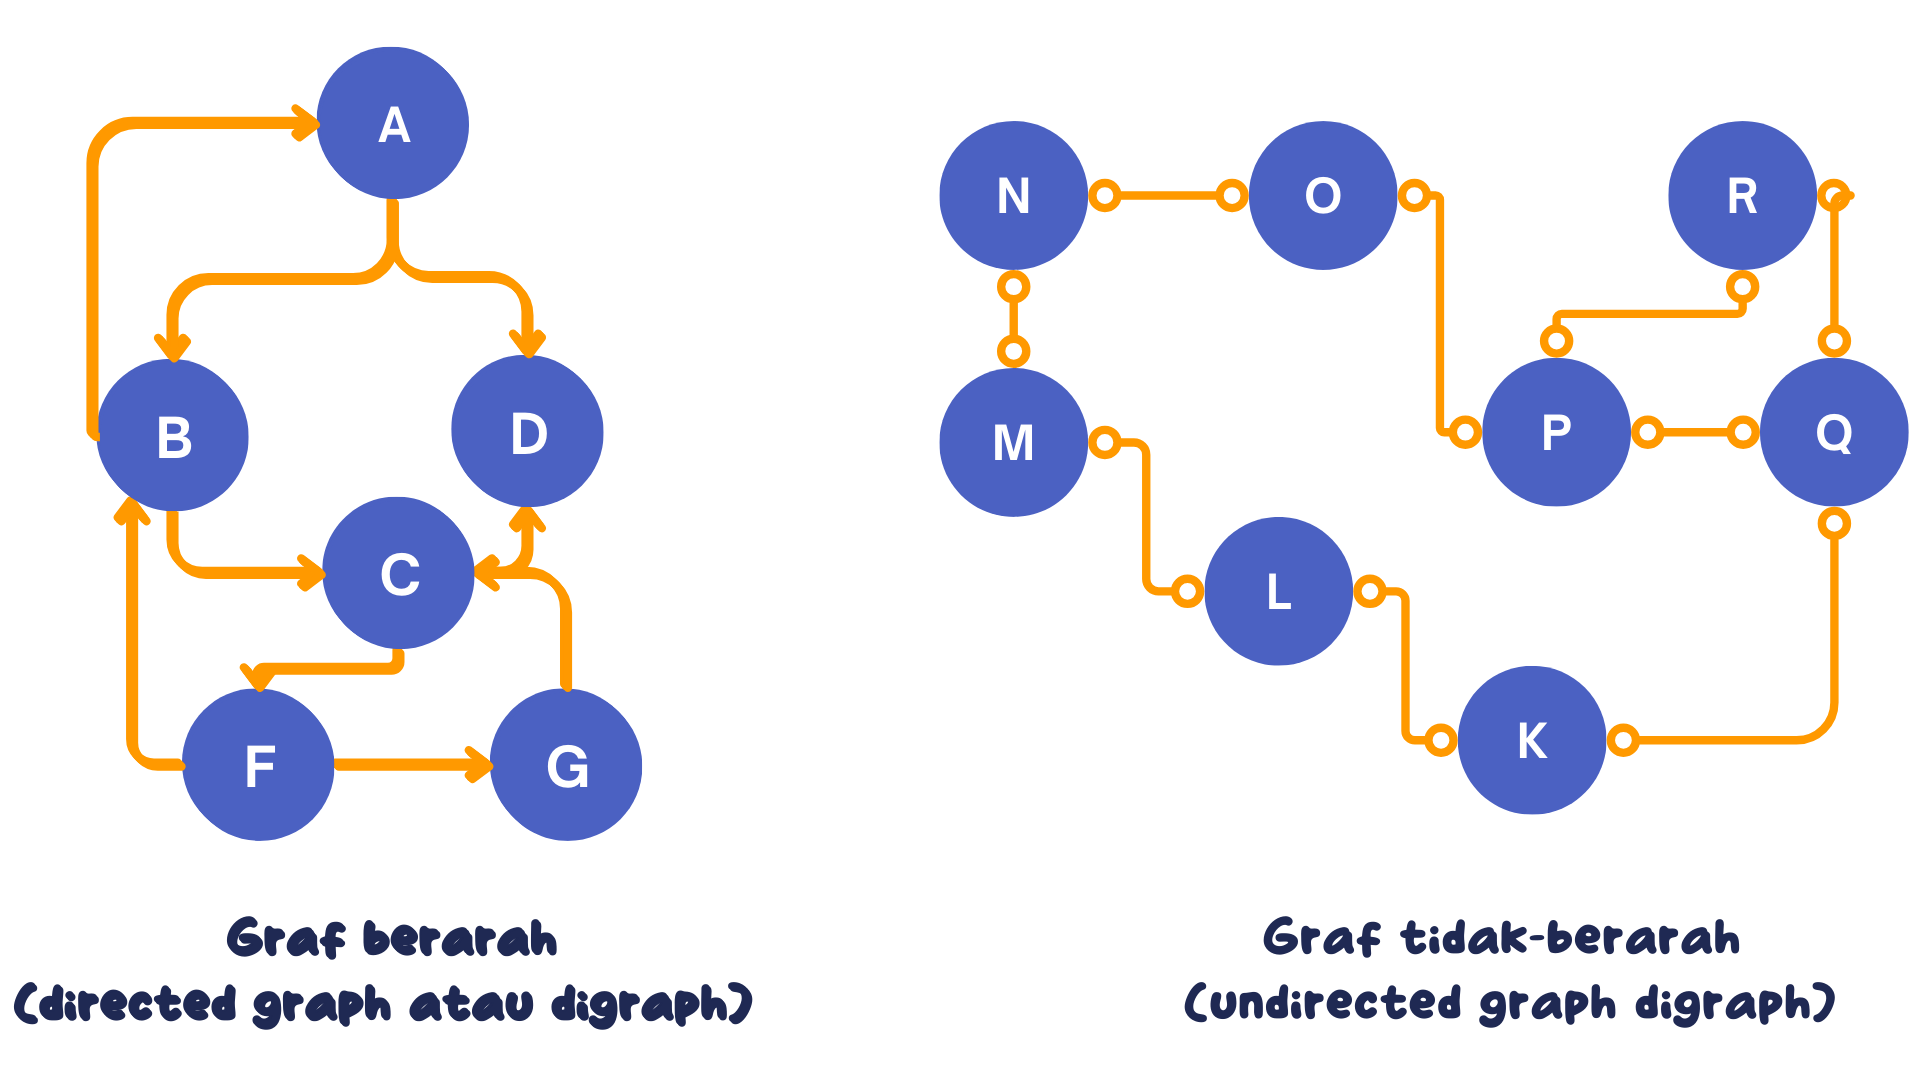 A
B
D
C
F
G
Graf berarah
(directed graph atau digraph)
N
O
R
M
P
Q
L
K
Graf tidak-berarah
(undirected graph digraph)